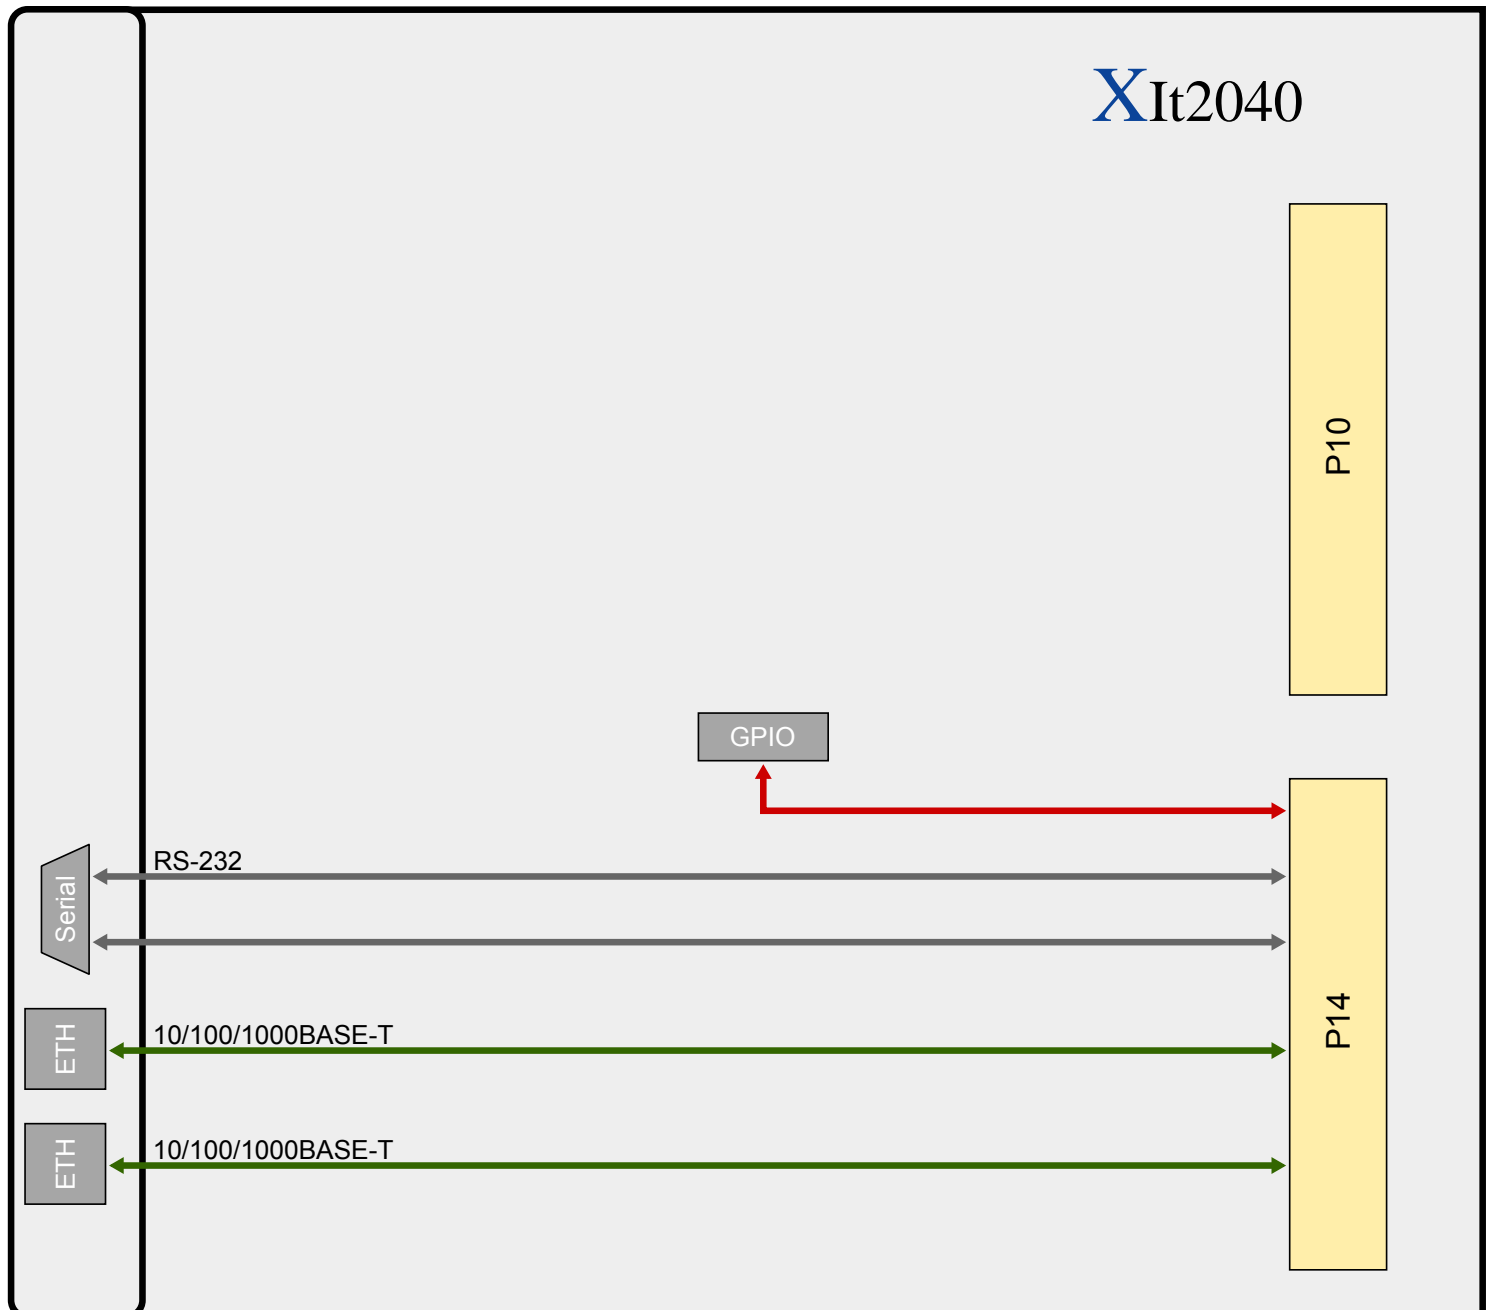 XIt2040
P10
GPIO
RS-232
Serial
P14
ETH
10/100/1000BASE-T
ETH
10/100/1000BASE-T